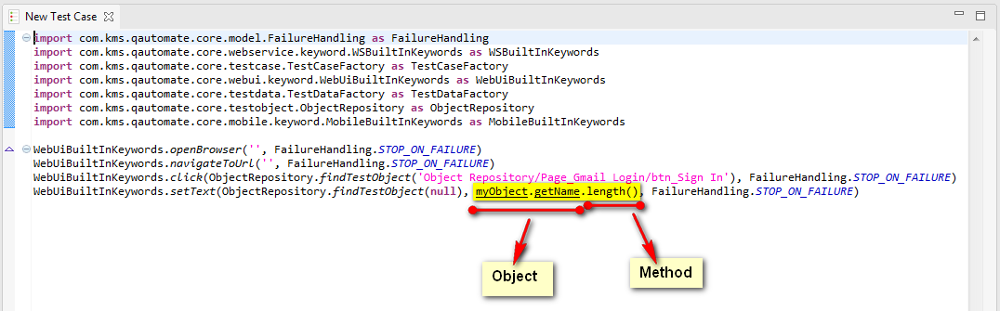 New Test Case
import com.kms.qautomate.core.model.FailureHandling as FailureHandling
import com.kms.qautomate.core.webservice.keyword.WSBuiltInKeywords as WSBuiltInKeywords
import com.kms.qautomate.core.testcase.TestCaseFactory as TestCaseFactory
import com.kms.qautomate.core.webui.keyword.WebUiBuiltInKeywords as WebUiBuiltInKeywords
import com.kms.qautomate.core.testdata.TestDataFactory as TestDataFactory
import com.kms.qautomate.core.testobject.ObjectRepository as ObjectRepository
import com.kms.qautomate.core.mobile.keyword.MobileBuiltInKeywords as MobileBuiltInKeywords
WebUiBuiltInKeywords.openBrowser('', FailureHandling.STOP_ON_FAILURE)
WebUiBuiltInKeywords.navigateToUrl('', FailureHandling.STOP_ON_FAILURE)
WebUiBuiltInKeywords.click(ObjectRepository.findTestObject('Object Repository/Page_Gmail Login/btn_Sign In'), FailureHandling.STOP_ON_FAILURE)
WebUiBuiltInKeywords.setText(ObjectRepository.findTestObject(null), myObject.getName.length(), FailureHandling.STOP_ON_FAILURE)
Object
Method